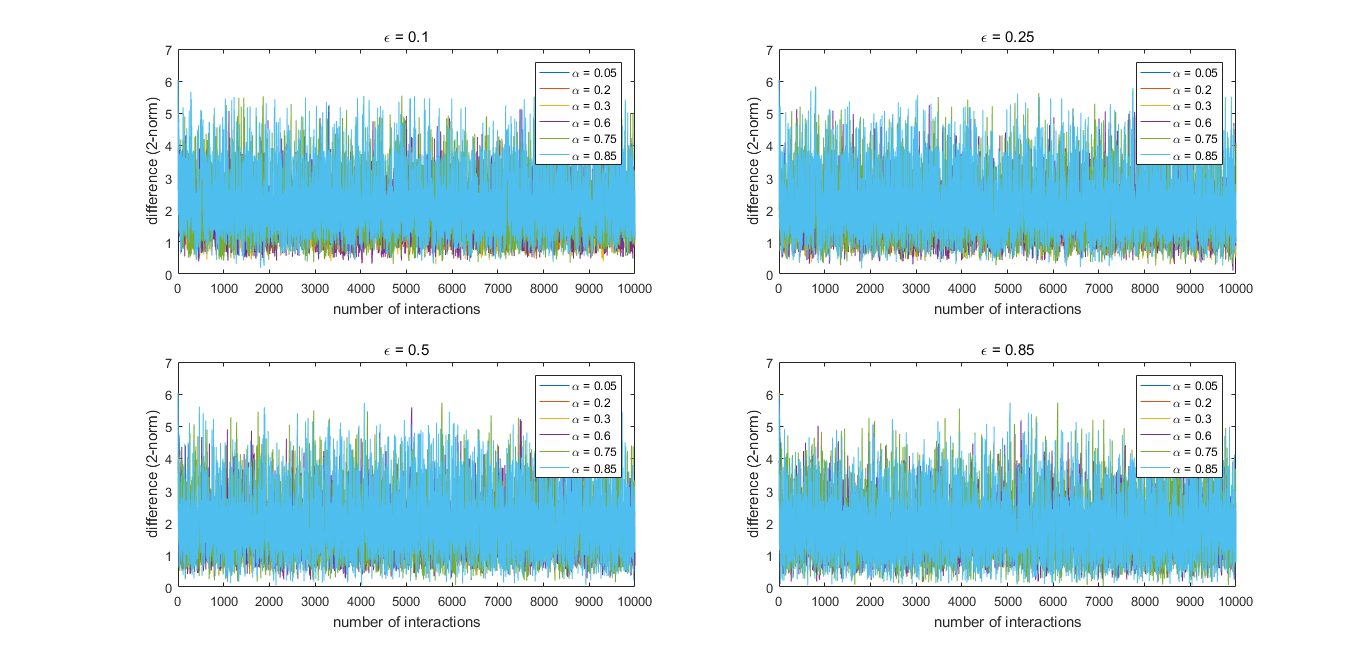 ϵ = 0.1
7
6
5
4
3
2
1
0
difference (2-norm)
α = 0.05
α = 0.2
α = 0.3
α = 0.6
α = 0.75
α = 0.85
0 1000 2000 3000 4000 5000 6000 7000 8000 9000 10000
number of interactions
ϵ = 0.25
7
6
5
4
3
2
1
0
difference (2-norm)
α = 0.05
α = 0.2
α = 0.3
α = 0.6
α = 0.75
α = 0.85
0 1000 2000 3000 4000 5000 6000 7000 8000 9000 10000
number of interactions
ϵ = 0.5
7
6
5
4
3
2
1
0
difference (2-norm)
α = 0.05
α = 0.2
α = 0.3
α = 0.6
α = 0.75
α = 0.85
0 1000 2000 3000 4000 5000 6000 7000 8000 9000 10000
number of interactions
ϵ = 0.85
7
6
5
4
3
2
1
0
difference (2-norm)
α = 0.05
α = 0.2
α = 0.3
α = 0.6
α = 0.75
α = 0.85
0 1000 2000 3000 4000 5000 6000 7000 8000 9000 10000
number of interactions